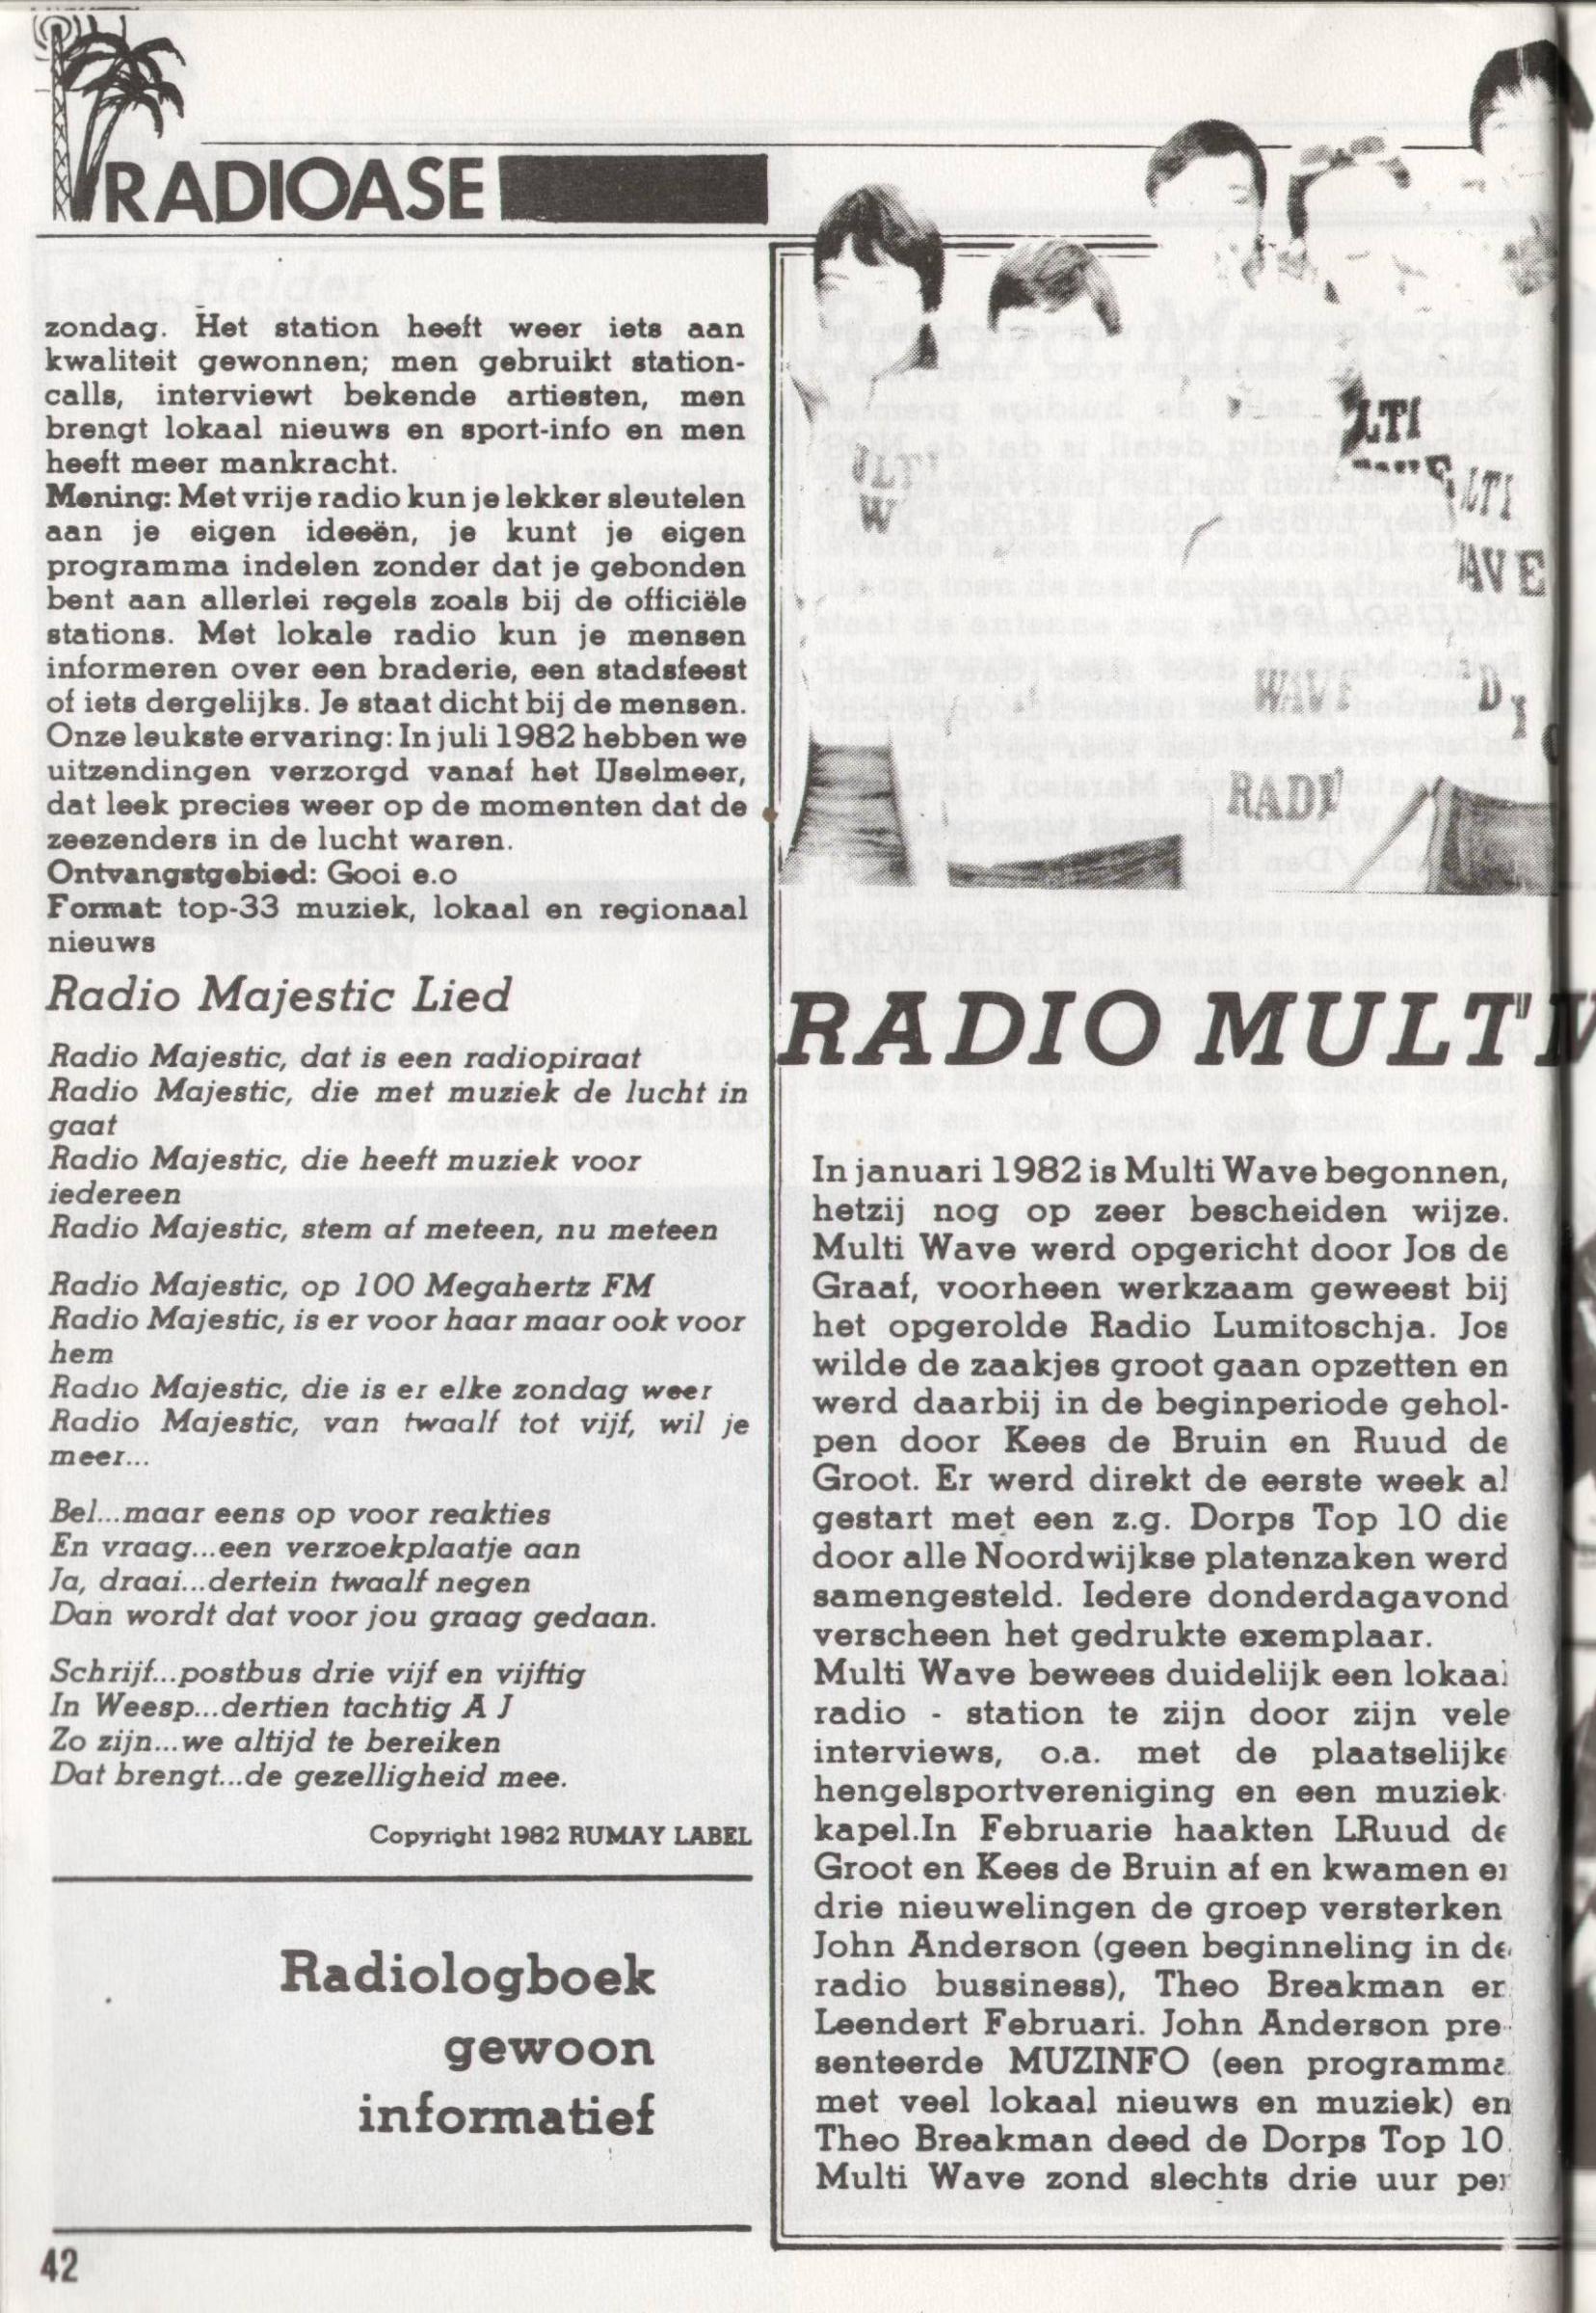 RADIOASE
zondag. Het station heeft weer iets aan
kwaliteit gewonnen; men gebruikt station-
calls, interviewt bekende artiesten, men
brengt lokaal nieuws en sport-info en men
heeft meer mankracht.
Mening: Met vrije radio kun je lekker sleutelen
aan je eigen ideeën, je kunt je eigen
programma indelen zonder dat je gebonden
bent aan allerlei regels zoals bij de officiële
stations. Met lokale radio kun je mensen
informeren over een braderie, een stadsfeest
of iets dergelijks. Je staat dicht bij de mensen.
Onze leukste ervaring: In juli 1982 hebben we
uitzendingen verzorgd vanaf het IJselmeer,
dat leek precies weer op de momenten dat de
zeezenders in de lucht waren.
Ontvangstgebied: Gooi e.o
Format: top-33 muziek, lokaal en regionaal
nieuws
Radio Majestic Lied
Radio Majestic, dat is een radiopiraat
Radio Majestic, die met muziek de lucht in
gaat
Radio Majestic, die heeft muziek voor
iedereen
Radio Majestic, stem af meteen, nu meteen
Radio Majestic, op 100 Megahertz FM
Radio Majestic, is er voor haar maar ook voor
hem
Radio Majestic, die is er elke zondag weer
Radio Majestic, van twaalf tot vijf, wil je
meer...
Bel...maar eens op voor reakties
En vraag...een verzoekplaatje aan
Ja, draai...dertein twaalf negen
Dan wordt dat voor jou graag gedaan.
Schrijf...postbus drie vijf en vijftig
In Weesp...dertien tachtig A J
Zo zijn...we altijd te bereiken
Dat brengt...de gezelligheid mee.
Copyright 1982 RUMAY LABEL
Radiologboek
gewoon
informatief
42
LTI
LTI
AVE
W
WAVE
RADI
RADIO MULT
In januari 1982 is Multi Wave begonnen,
hetzij nog op zeer bescheiden wijze.
Multi Wave werd opgericht door Jos de
Graaf, voorheen werkzaam geweest bij
het opgerolde Radio Lumitoschja. Jos
wilde de zaakjes groot gaan opzetten en
werd daarbij in de beginperiode gehol-
pen door Kees de Bruin en Ruud de
Groot. Er werd direkt de eerste week al
gestart met een z.g. Dorps Top 10 die
door alle Noordwijkse platenzaken werd
samengesteld. Iedere donderdagavond
verscheen het gedrukte exemplaar.
Multi Wave bewees duidelijk een lokaal
radio - station te zijn door zijn vele
interviews, o.a. met de plaatselijke
hengelsportvereniging en een muziek-
kapel.In Februarie haakten LRuud de
Groot en Kees de Bruin af en kwamen er
drie nieuwelingen de groep versterken
John Anderson (geen beginneling in de
radio bussiness), Theo Breakman en
Leendert Februari. John Anderson pre-
senteerde MUZINFO (een programma
met veel lokaal nieuws en muziek) en
Theo Breakman deed de Dorps Top 10.
Multi Wave zond slechts drie uur per